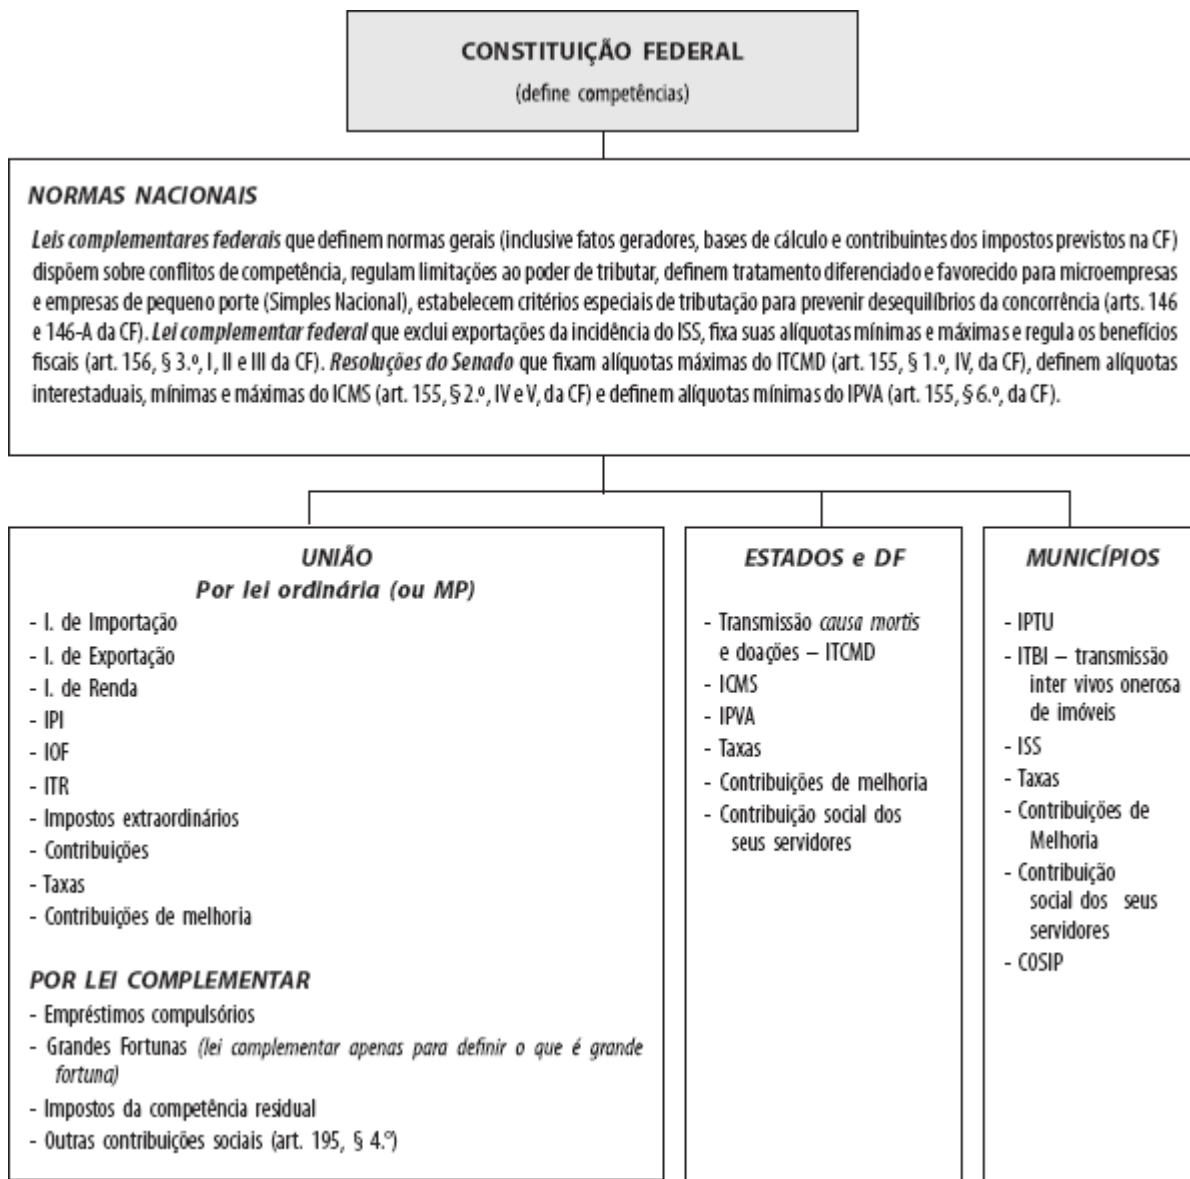 CONSTITUIÇÃO FEDERAL
(define competências)
NORMAS NACIONAIS
Leis complementares federais que definem normas gerais (inclusive fatos geradores, bases de cálculo e contribuintes dos impostos previstos na CF)
dispõem sobre conflitos de competência, regulam limitações ao poder de tributar, definem tratamento diferenciado e favorecido para microempresas
e empresas de pequeno porte (Simples Nacional), estabelecem critérios especiais de tributação para prevenir desequilíbrios da concorrência (arts. 146
e 146-A da CF). Lei complementar federal que exclui exportações da incidência do ISS, fixa suas alíquotas mínimas e máximas e regula os benefícios
fiscais (art. 156, § 3.º, I, II e III da CF). Resoluções do Senado que fixam alíquotas máximas do ITCMD (art. 155, § 1.º, IV, da CF), definem alíquotas
interestaduais, mínimas e máximas do ICMS (art. 155, § 2.º, IV e V, da CF) e definem alíquotas mínimas do IPVA (art. 155, § 6.º, da CF).
UNIÃO
Por lei ordinária (ou MP)
- I. de Importação
- I. de Exportação
- I. de Renda
- IPI
- IOF
- ITR
- Impostos extraordinários
- Contribuições
- Taxas
- Contribuições de melhoria
POR LEI COMPLEMENTAR
- Empréstimos compulsórios
- Grandes Fortunas (lei complementar apenas para definir o que é grande
fortuna)
- Impostos da competência residual
- Outras contribuições sociais (art. 195, § 4.º)
ESTADOS e DF
- Transmissão causa mortis
e doações – ITCMD
- ICMS
- IPVA
- Taxas
- Contribuições de melhoria
- Contribuição social dos
seus servidores
MUNICÍPIOS
- IPTU
- ITBI – transmissão
inter vivos onerosa
de imóveis
- ISS
- Taxas
- Contribuições de
Melhoria
- Contribuição
social dos seus
servidores
- COSIP